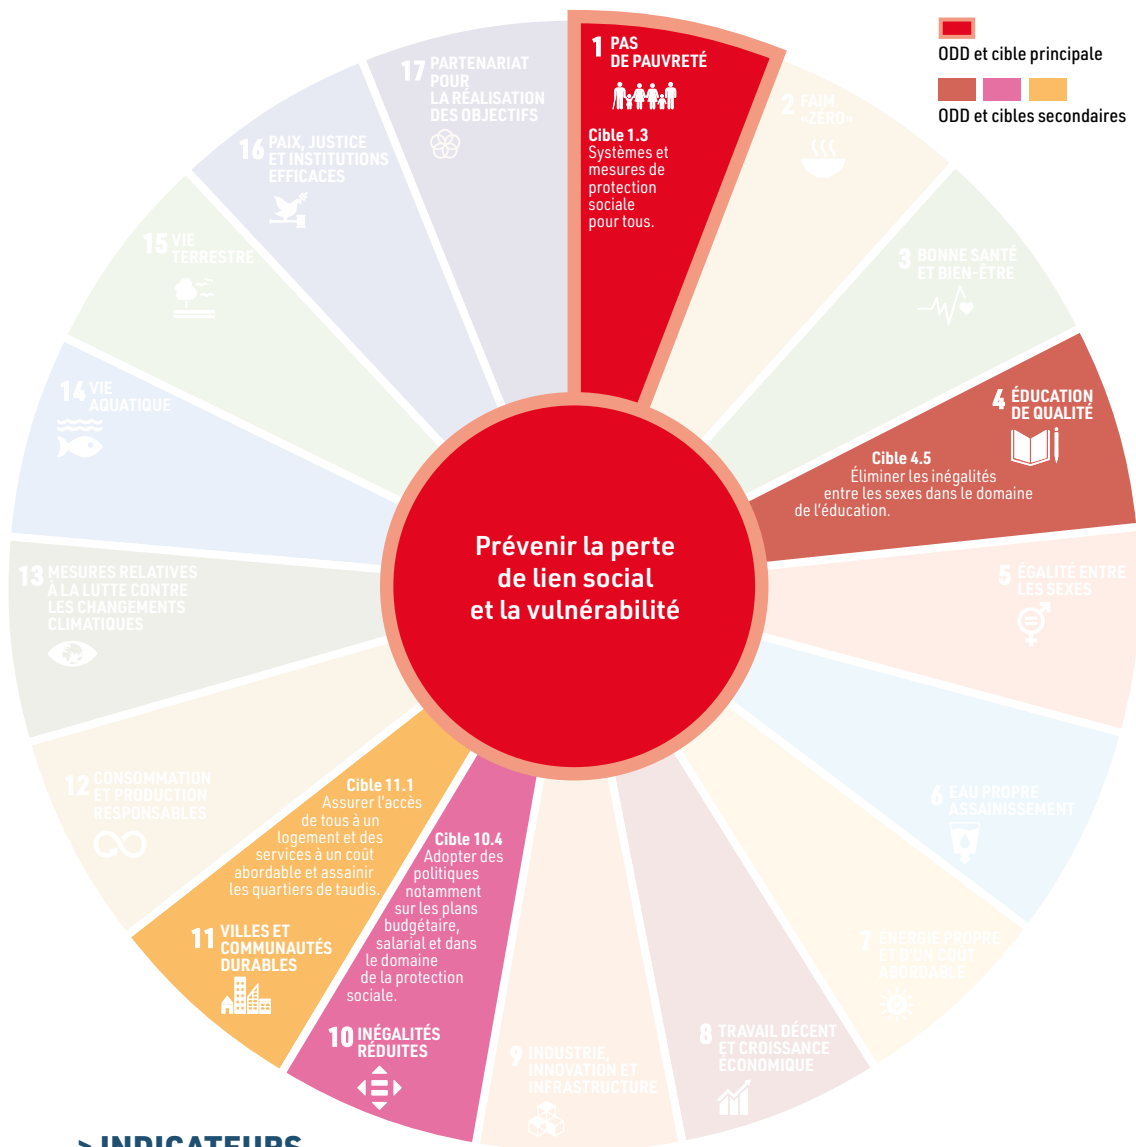 1 PAS
DE PAUVRETÉ
Cible 1.3
Systèmes et
mesures de
protection
sociale
pour tous.
ODD et cible principale
ODD et cibles secondaires
2 FAIM
«ZÉRO»
3 BONNE SANTÉ
ET BIEN-ÊTRE
4 ÉDUCATION
DE QUALITÉ
Cible 4.5
Éliminer les inégalités
entre les sexes dans le domaine
de l'éducation.
5 ÉGALITÉ ENTRE
LES SEXES
6 EAU PROPRE
ASSAINISSEMENT
7 ÉNERGIE PROPRE
ET D'UN COÛT
ABORDABLE
8 TRAVAIL DÉCENT
ET CROISSANCE
ÉCONOMIQUE
9 INDUSTRIE,
INNOVATION ET
INFRASTRUCTURE
Cible 10.4
Adopter des
politiques
notamment
sur les plans
budgétaire,
salarial et dans
le domaine
de la protection
sociale.
10 INÉGALITÉS
RÉDUITES
Cible 11.1
Assurer l'accès
de tous à un
logement et des
services à un coût
abordable et assainir
les quartiers de taudis.
11 VILLES ET
COMMUNAUTÉS
DURABLES
12 CONSOMMATION
ET PRODUCTION
RESPONSABLES
13 MESURES RELATIVES
À LA LUTTE CONTRE
LES CHANGEMENTS
CLIMATIQUES
14 VIE
AQUATIQUE
15 VIE
TERRESTRE
16 PAIX, JUSTICE
ET INSTITUTIONS
EFFICACES
17 PARTENARIAT
POUR
LA RÉALISATION
DES OBJECTIFS
Prévenir la perte
de lien social
et la vulnérabilité
> INDICATEURS